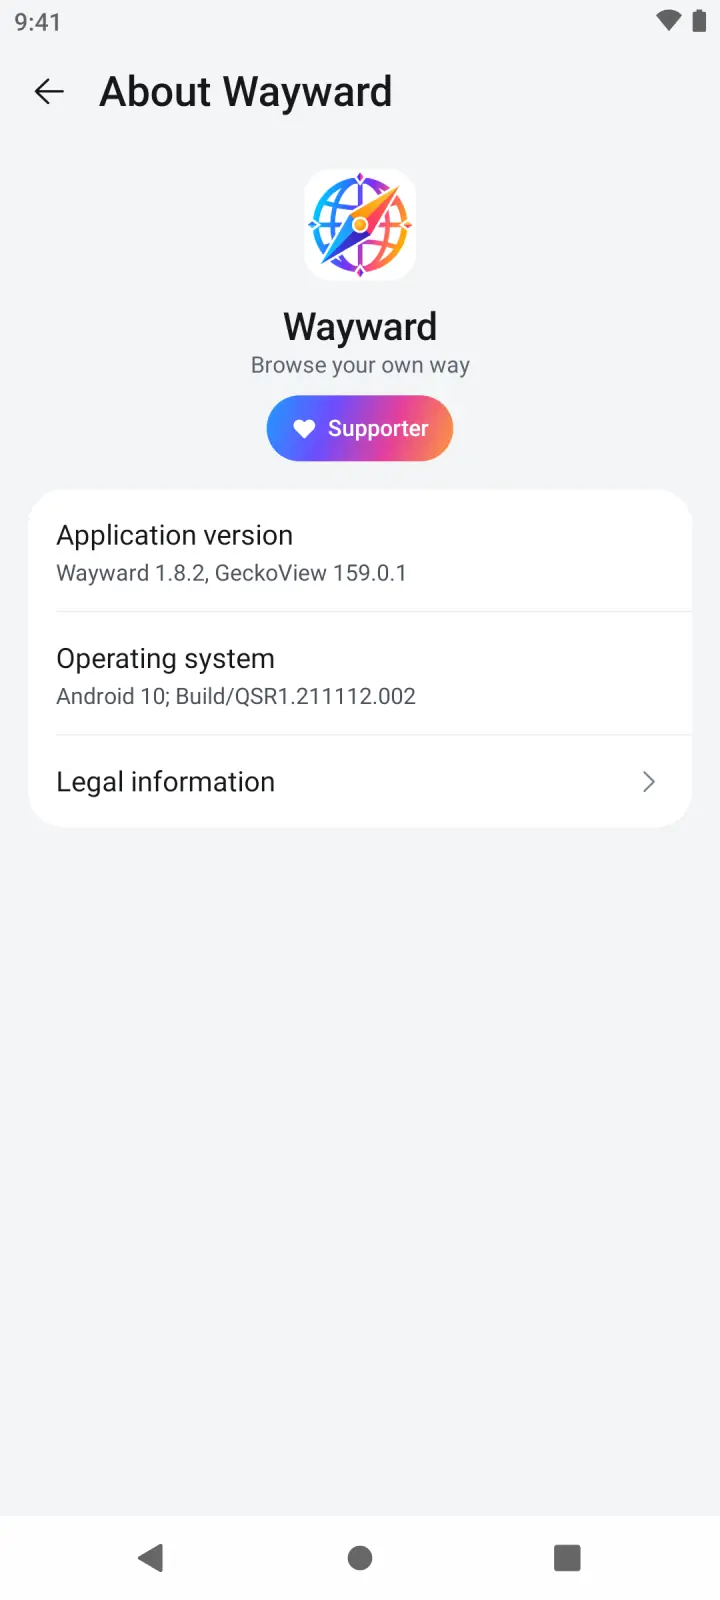 9:41
About Wayward
Wayward
Browse your own way
Supporter
Application version
Wayward 1.8.2, GeckoView 159.0.1
Operating system
Android 10; Build/QSR1.211112.002
Legal information